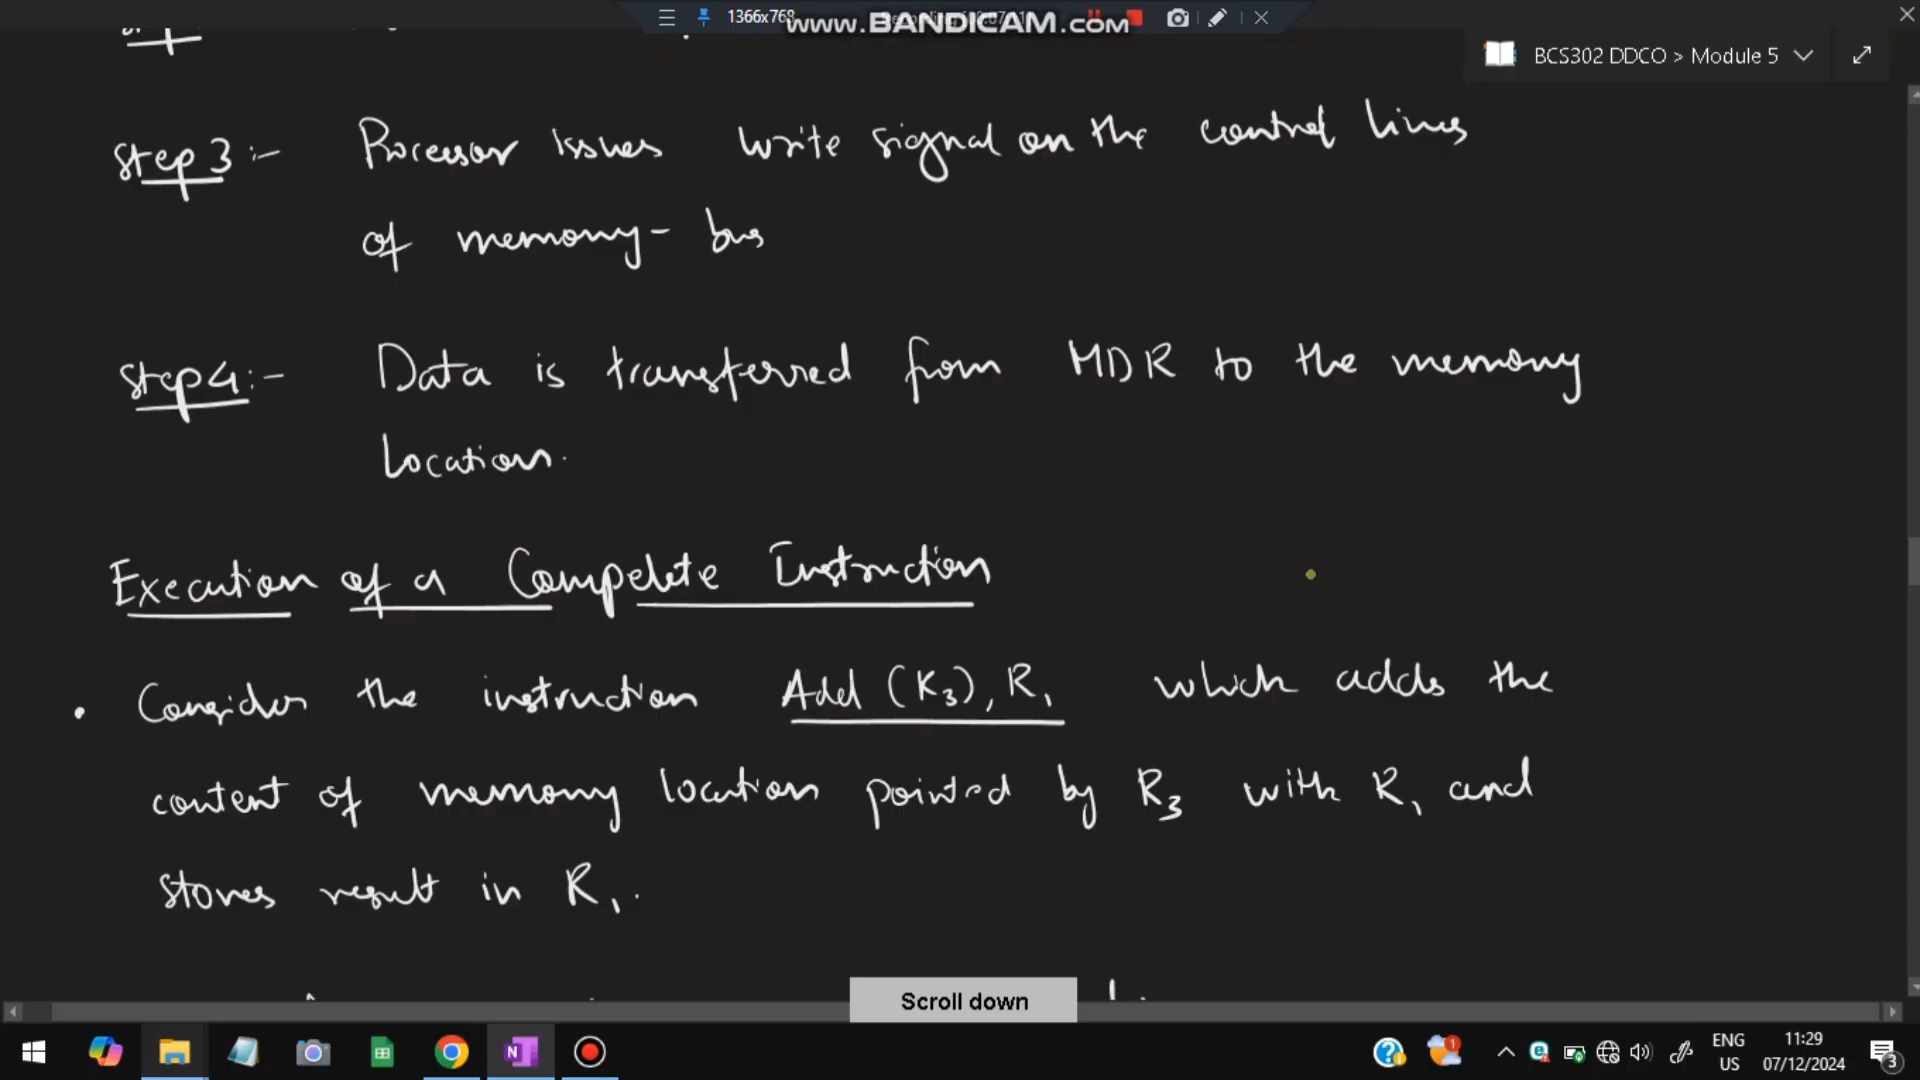 1366x768
www.BANDICAM.com
BCS302 DDCO > Module 5
Step 3 :- Processor issues write signal on the control lines
of memory - bus
Step 4 :- Data is transferred from MDR to the memory
location.
Execution of a Compelete Instruction
• Consider the instruction Add (R3), R1 which adds the
content of memory location pointed by R3 with R1 and
stores result in R1.
Scroll down
ENG
US
11:29
07/12/2024